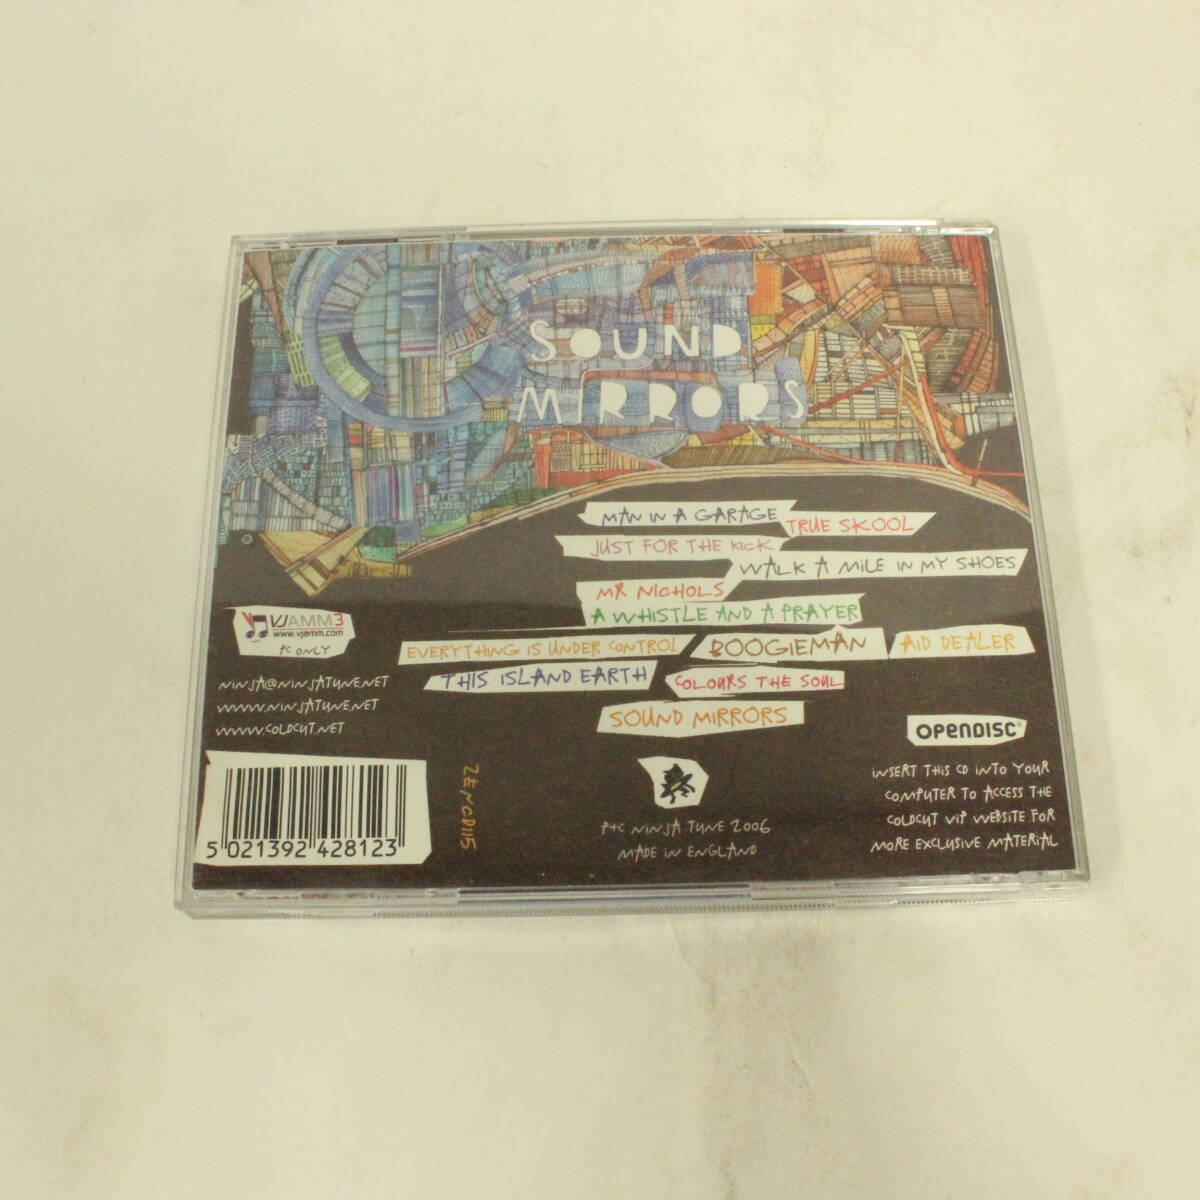 SOUND
MIRRORS
MAN IN A GARAGE
TRUE SKOOL
JUST FOR THE KICK
WALK A MILE IN MY SHOES
MR NICHOLS
A WHISTLE AND A PRAYER
EVERYTHING IS UNDER CONTROL
BOOGIEMAN
AID DEALER
THIS ISLAND EARTH
COLOURS THE SOUL
SOUND MIRRORS
VJAMM3
www.vjamm.com
PC ONLY
NINJA@NINJATUNE.NET
WWW.NINJATUNE.NET
WWW.COLDCUT.NET
5 021392 428123
ZENCD115
P+C NINJA TUNE 2006
MADE IN ENGLAND
OPENDISC®
INSERT THIS CD INTO YOUR
COMPUTER TO ACCESS THE
COLDCUT VIP WEBSITE FOR
MORE EXCLUSIVE MATERIAL